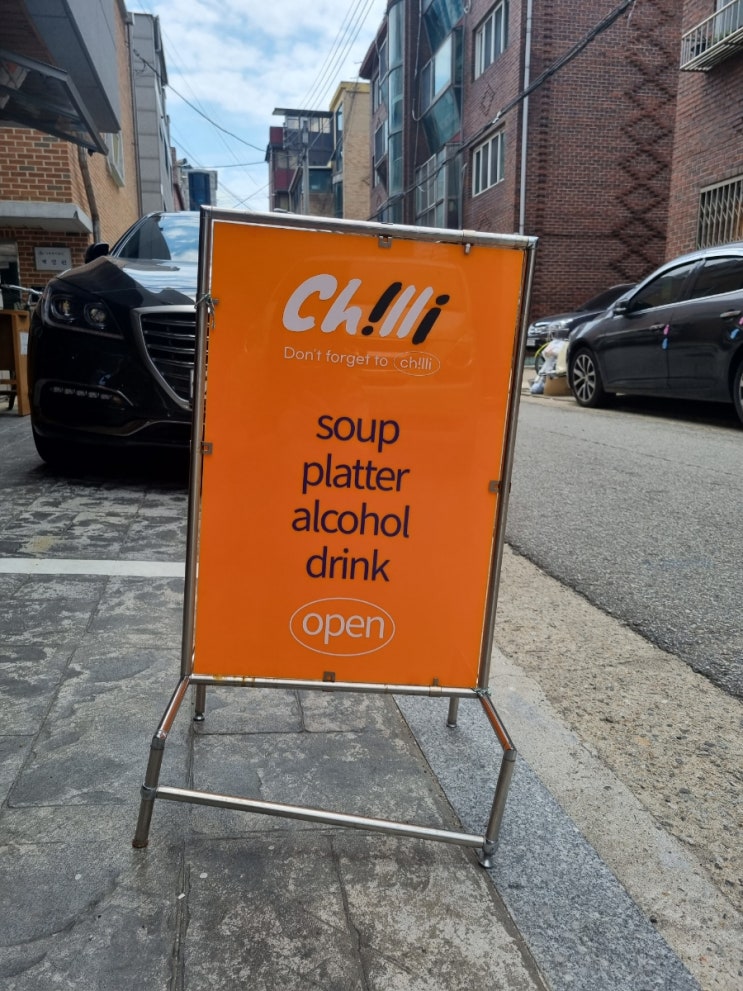 Ch!lli
Don't forget to ch!lli
soup
platter
alcohol
drink
open